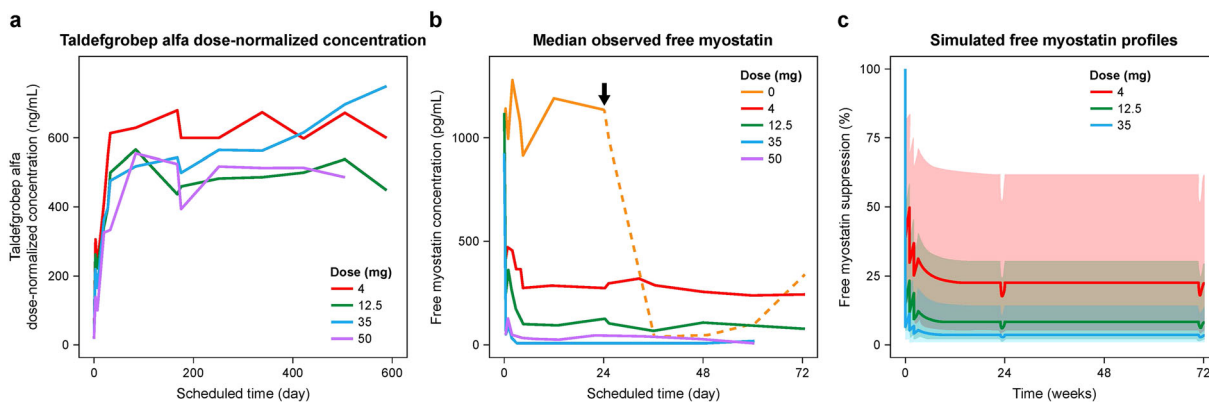 a
Taldefgrobep alfa dose-normalized concentration
Taldefgrobep alfa
dose-normalized concentration (ng/mL)
600
400
200
0
0
200
400
600
Scheduled time (day)
Dose (mg)
4
12.5
35
50
b
Median observed free myostatin
Free myostatin concentration (pg/mL)
1000
500
0
0
24
48
72
Scheduled time (day)
Dose (mg)
0
4
12.5
35
50
c
Simulated free myostatin profiles
Free myostatin suppression (%)
100
75
50
25
0
0
24
48
72
Time (weeks)
Dose (mg)
4
12.5
35